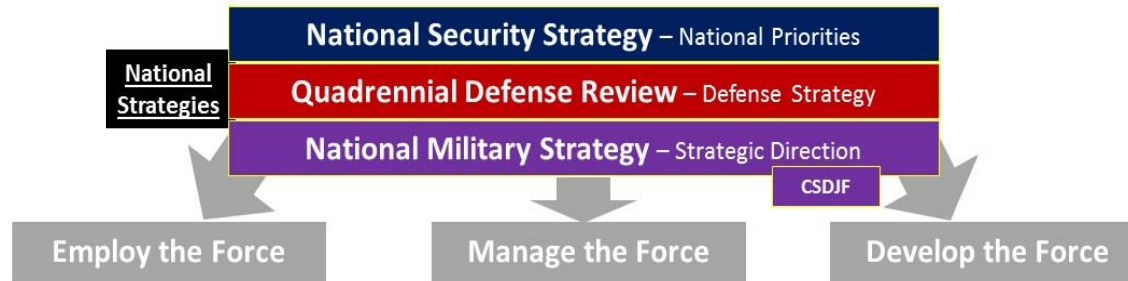 National Security Strategy – National Priorities
National
Strategies
Quadrennial Defense Review – Defense Strategy
National Military Strategy – Strategic Direction
CSDJF
Employ the Force
Manage the Force
Develop the Force